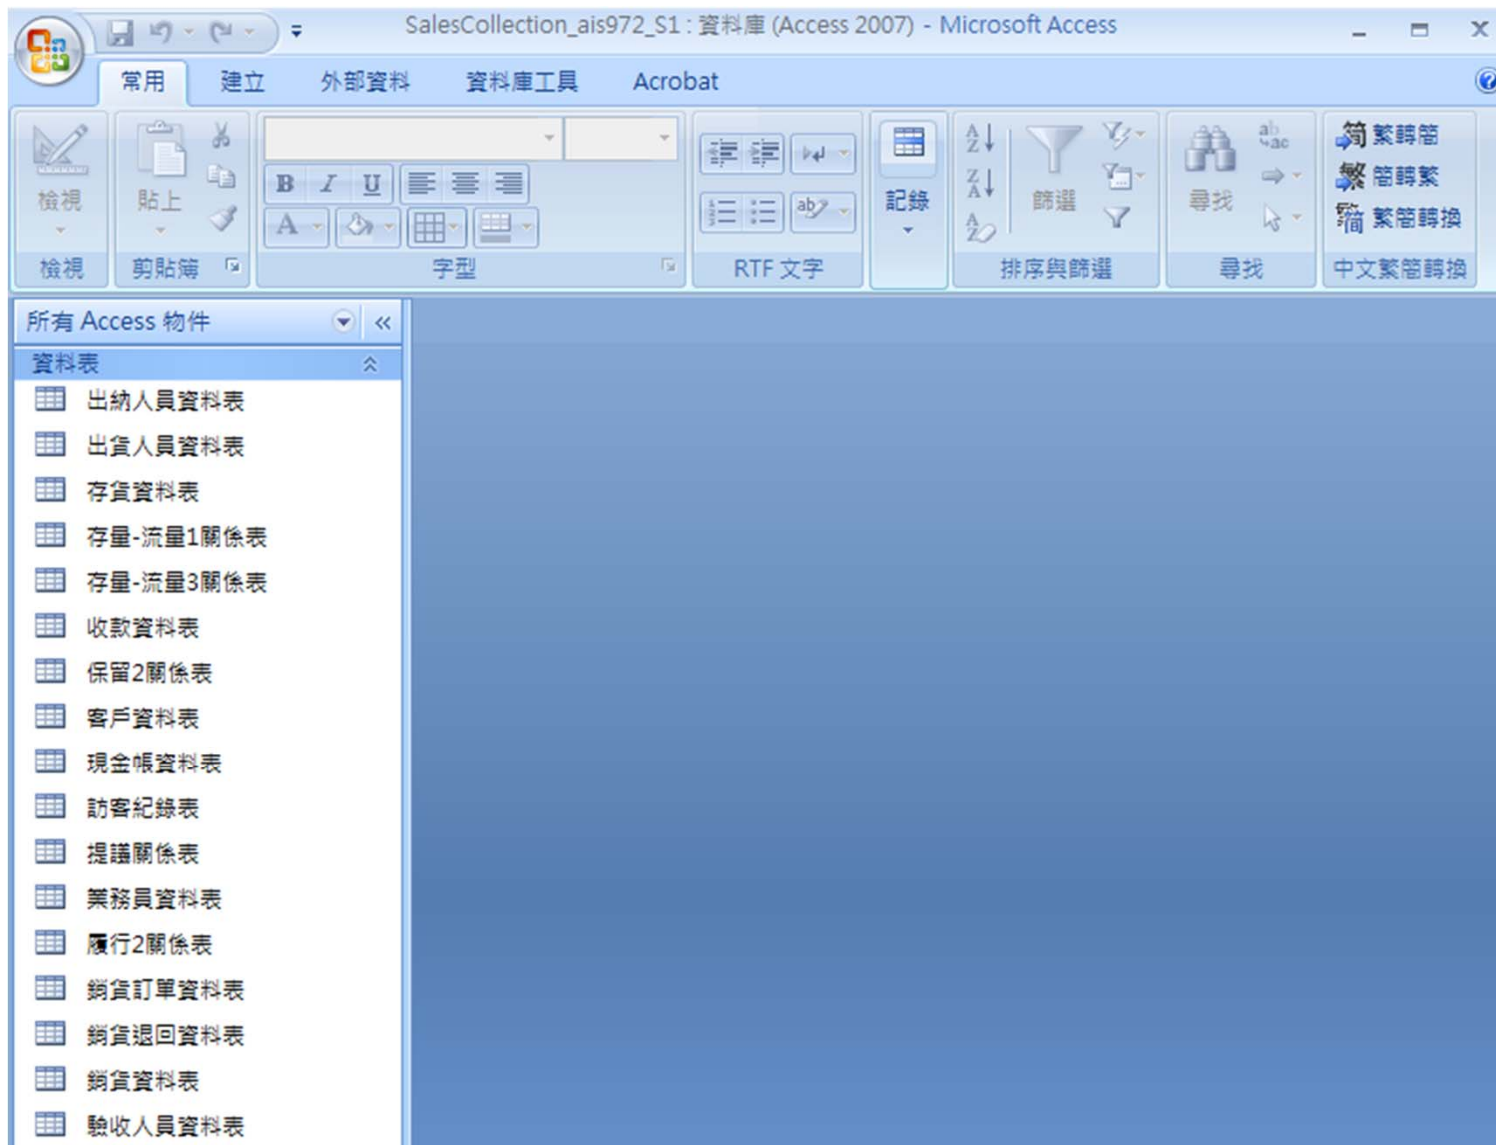 SalesCollection_ais972_S1 : 資料庫 (Access 2007) - Microsoft Access
常用 建立 外部資料 資料庫工具 Acrobat
檢視
貼上
B I U
A
記錄
篩選
尋找
簡 繁轉簡
繁 簡轉繁
繁簡轉換
檢視 剪貼簿 字型 RTF 文字 排序與篩選 尋找 中文繁簡轉換
所有 Access 物件
資料表
出納人員資料表
出貨人員資料表
存貨資料表
存量-流量1關係表
存量-流量3關係表
收款資料表
保留2關係表
客戶資料表
現金帳資料表
訪客紀錄表
提議關係表
業務員資料表
履行2關係表
銷貨訂單資料表
銷貨退回資料表
銷貨資料表
驗收人員資料表